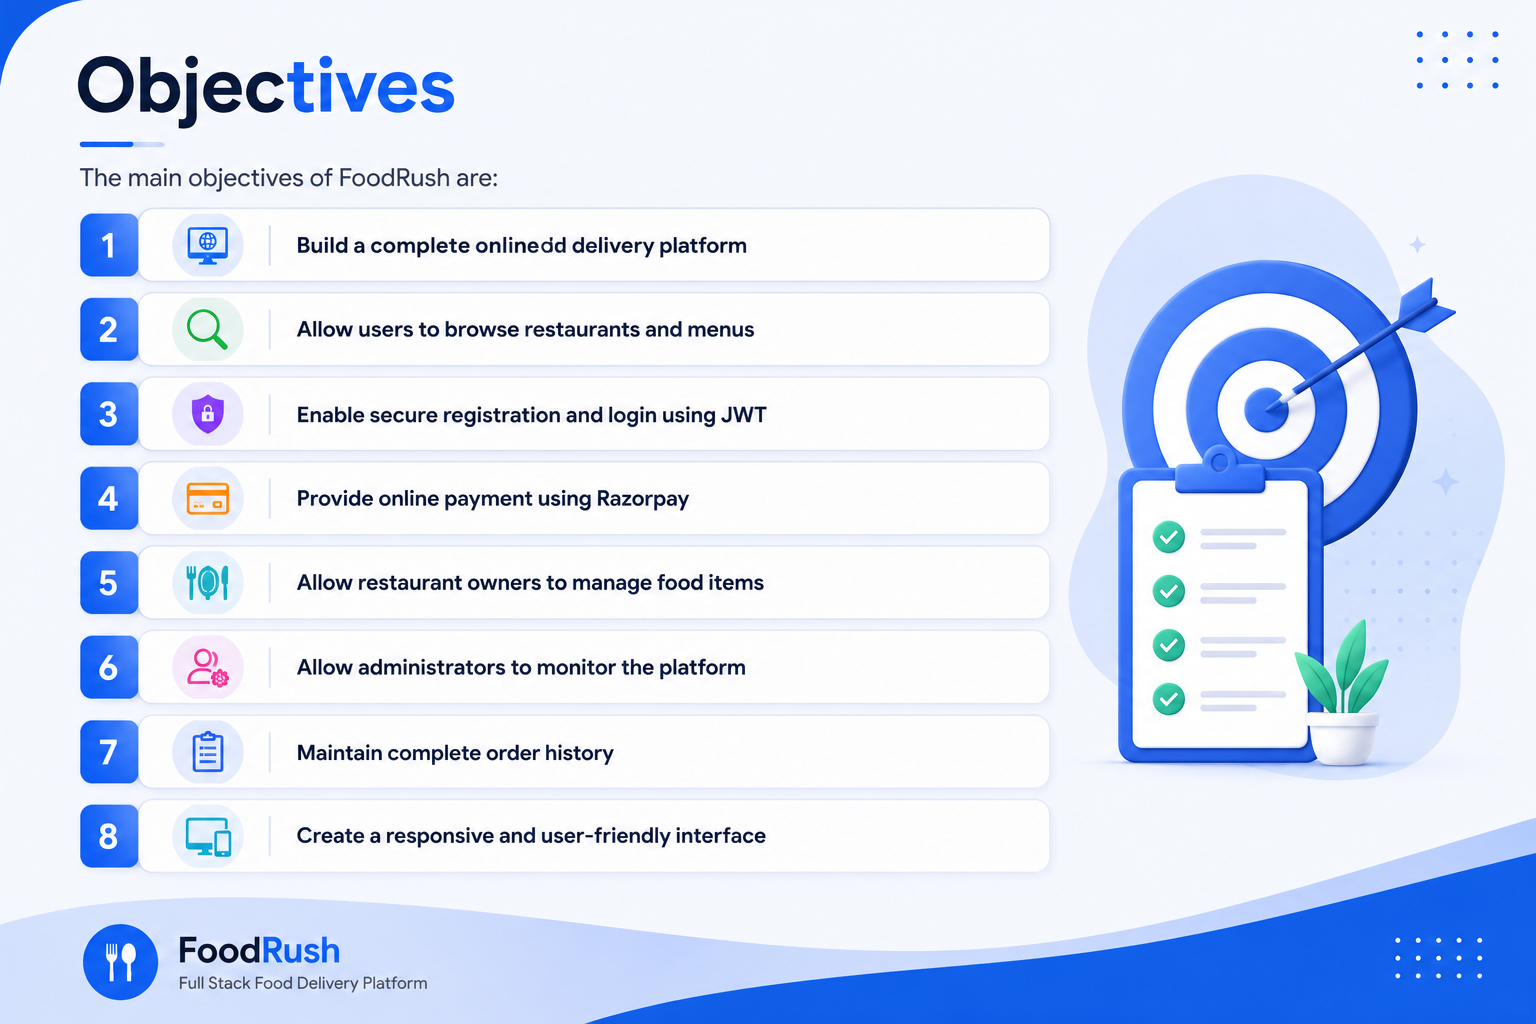 Objectives
The main objectives of FoodRush are:
1 Build a complete onlinedd delivery platform
2 Allow users to browse restaurants and menus
3 Enable secure registration and login using JWT
4 Provide online payment using Razorpay
5 Allow restaurant owners to manage food items
6 Allow administrators to monitor the platform
7 Maintain complete order history
8 Create a responsive and user-friendly interface
FoodRush
Full Stack Food Delivery Platform